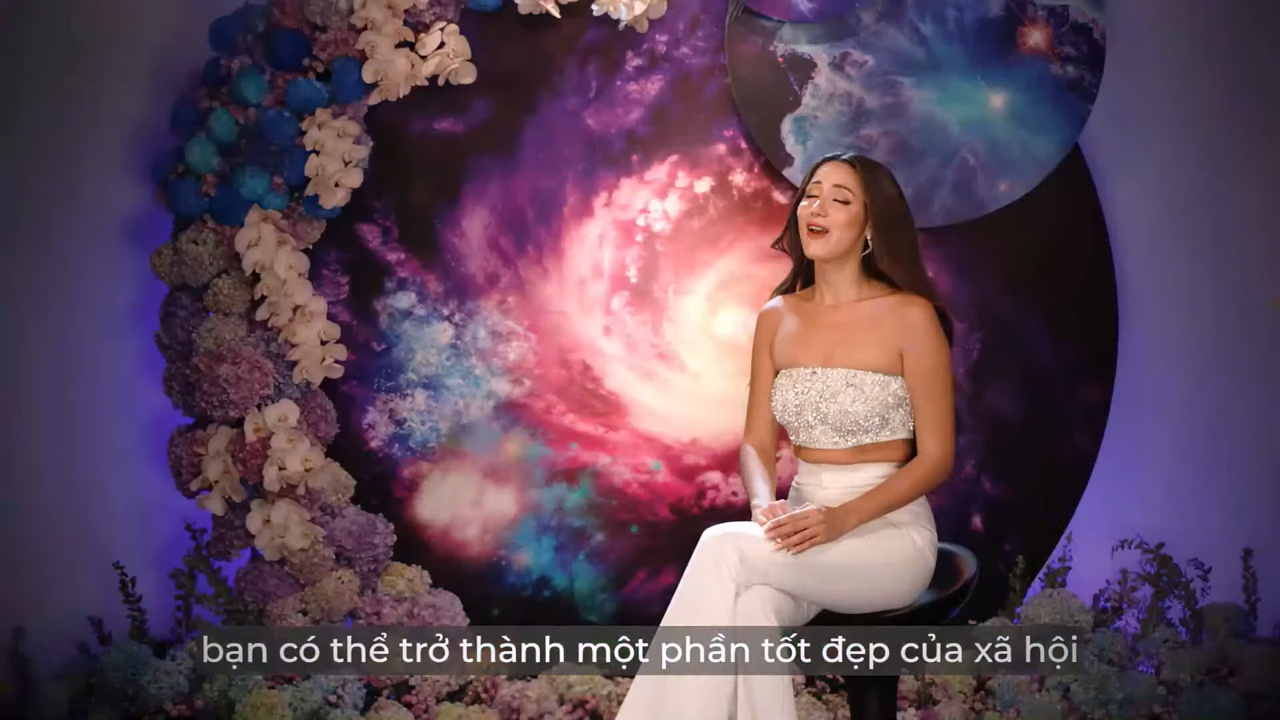 bạn có thể trở thành một phần tốt đẹp của xã hội